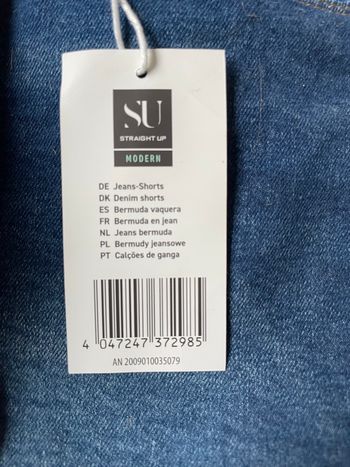 SU
STRAIGHT UP
MODERN
DE Jeans-Shorts
DK Denim shorts
ES Bermuda vaquera
FR Bermuda en jean
NL Jeans bermuda
PL Bermudy jeansowe
PT Calções de ganga
4 047247 372985
AN 2009010035079